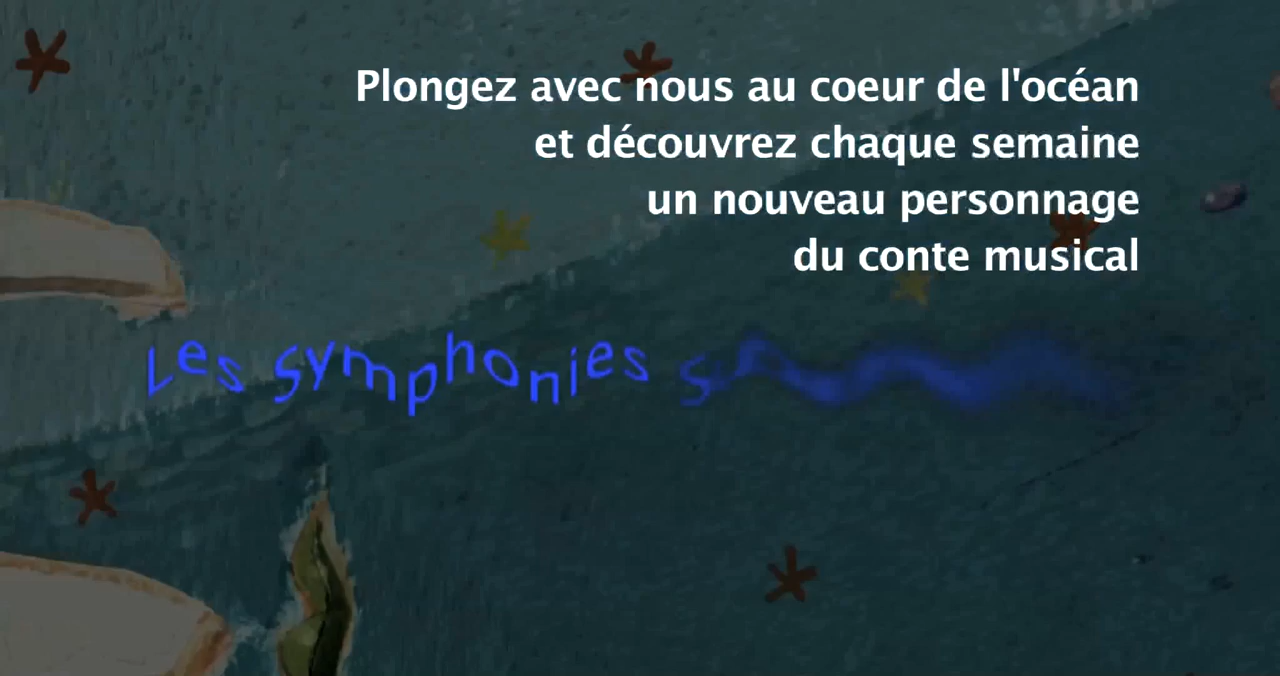 Plongez avec nous au coeur de l'océan
et découvrez chaque semaine
un nouveau personnage
du conte musical
Les symphonies